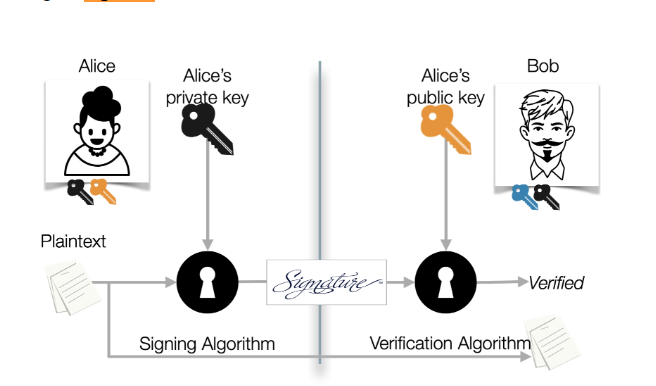 Alice
Bob
Alice's
private key
Alice's
public key
Plaintext
Signature
Verified
Signing Algorithm
Verification Algorithm